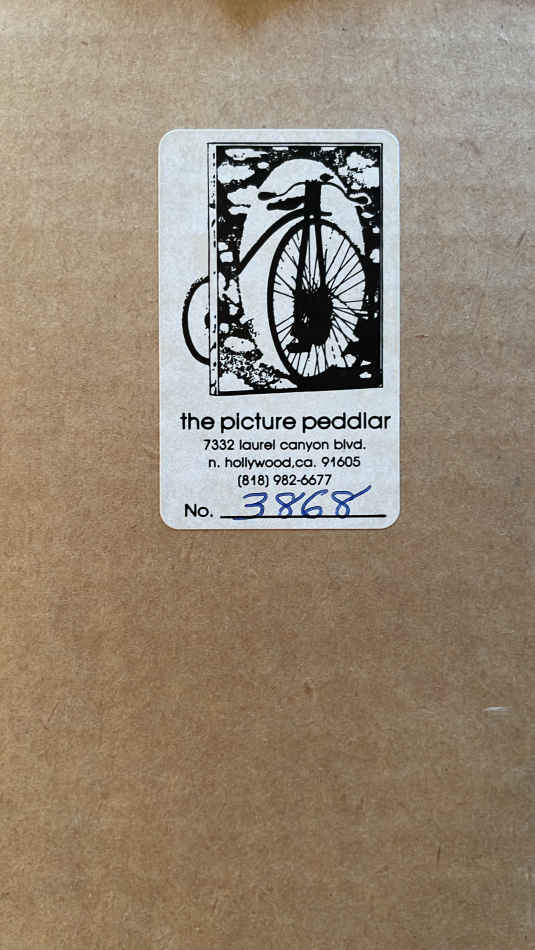 the picture peddlar
7332 laurel canyon blvd.
n. hollywood,ca. 91605
(818) 982-6677
No. 3868